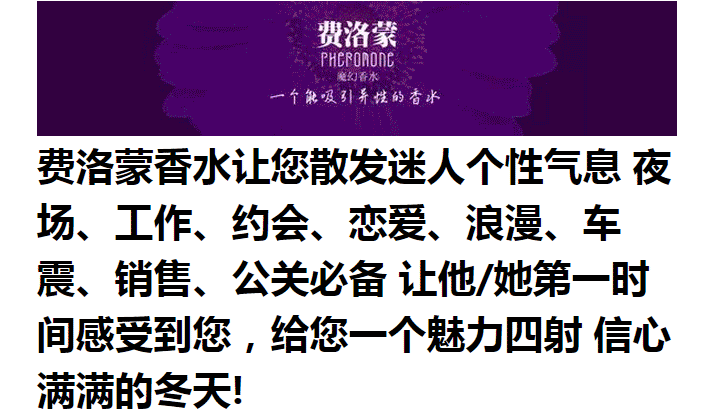 费洛蒙
PHEROMONE
魔幻香水
一个能吸引异性的香水
费洛蒙香水让您散发迷人个性气息 夜
场、工作、约会、恋爱、浪漫、车
震、销售、公关必备 让他/她第一时
间感受到您，给您一个魅力四射 信心
满满的冬天!